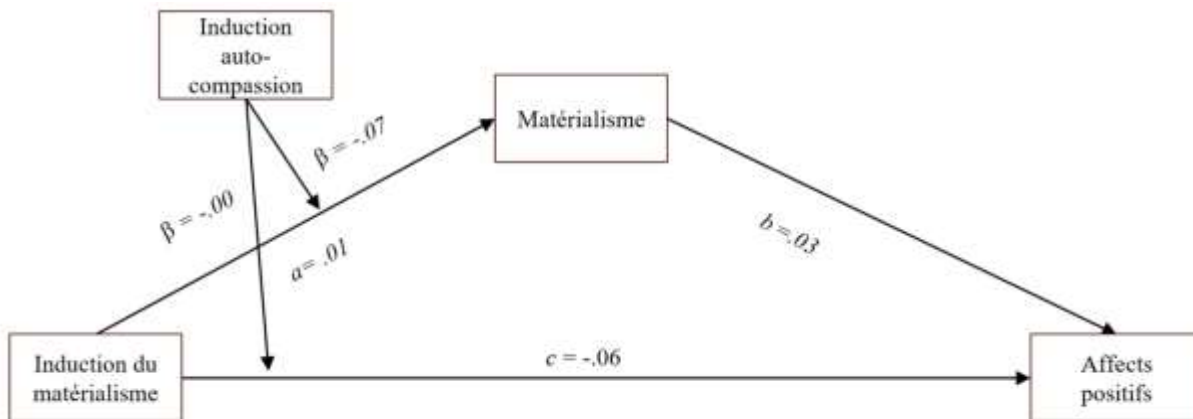 Induction
auto-
compassion
Matérialisme
β = -.07
β = -.00
a= .01
b =.03
Induction du
matérialisme
c = -.06
Affects
positifs